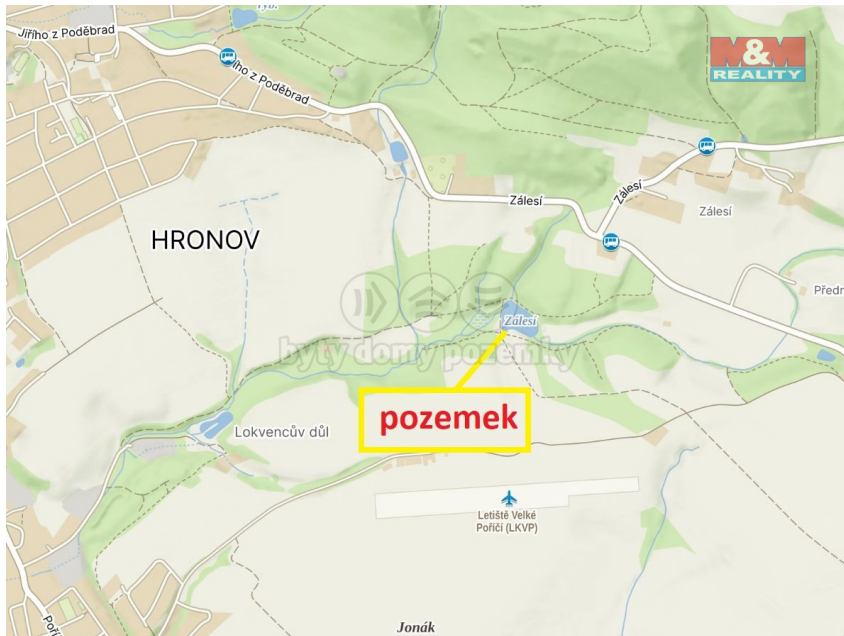 Jiřího z Poděbrad
ího z Poděbrad
M&M
REALITY
Zálesí
Zálesí
Zálesí
HRONOV
Předn
Zálesí
byty domy pozemky
pozemek
Lokvencův důl
Letiště Velké
Poříčí (LKVP)
Jonák